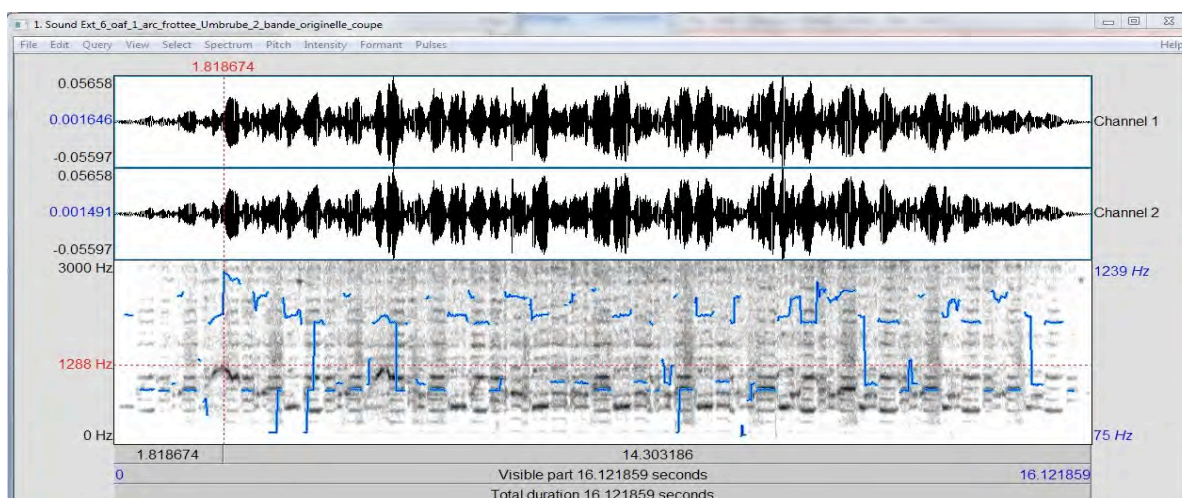 1. Sound Ext_6_oaf_1_arc_frottee_Umbrube_2_bande_originelle_coupe
File Edit Query View Select Spectrum Pitch Intensity Formant Pulses Help
1.818674
0.05658
0.001646
-0.05597
Channel 1
0.05658
0.001491
-0.05597
Channel 2
3000 Hz
1239 Hz
1288 Hz
0 Hz
75 Hz
1.818674 14.303186
0 Visible part 16.121859 seconds 16.121859
Total duration 16.121859 seconds